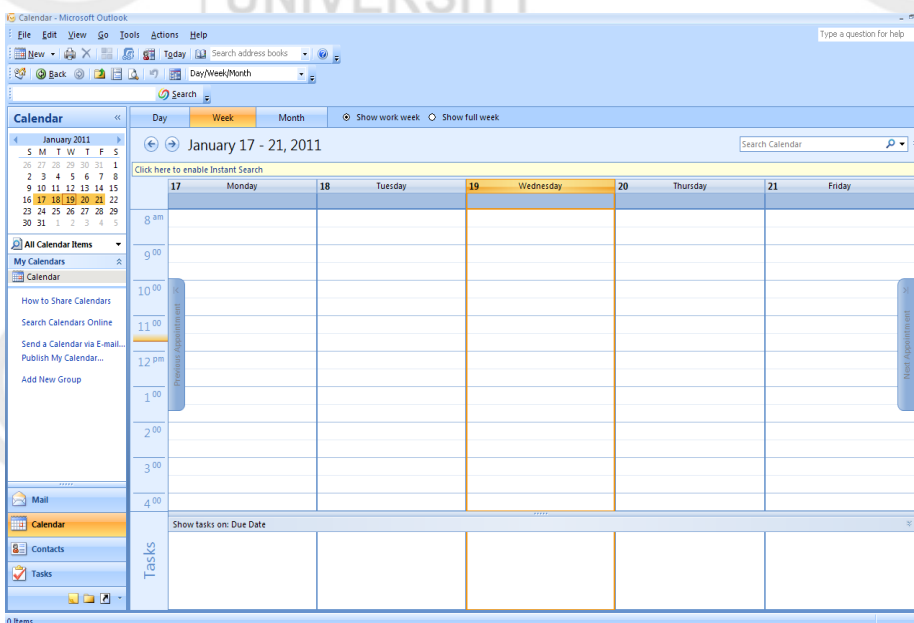 UNIVERSITY
Calendar - Microsoft Outlook
File Edit View Go Tools Actions Help
Type a question for help
New Today Search address books
Back Day/Week/Month
Search
Calendar «
Day Week Month Show work week Show full week
January 2011
S M T W T F S
26 27 28 29 30 31 1
2 3 4 5 6 7 8
9 10 11 12 13 14 15
16 17 18 19 20 21 22
23 24 25 26 27 28 29
30 31 1 2 3 4 5
January 17 - 21, 2011
Search Calendar
Click here to enable Instant Search
17 Monday 18 Tuesday 19 Wednesday 20 Thursday 21 Friday
All Calendar Items
My Calendars
Calendar
How to Share Calendars
Search Calendars Online
Send a Calendar via E-mail...
Publish My Calendar...
Add New Group
8 am
9 00
10 00
11 00
12 pm
1 00
2 00
3 00
4 00
Previous Appointment
Next Appointment
Mail
Calendar
Contacts
Tasks
Show tasks on: Due Date
Tasks
0 Items